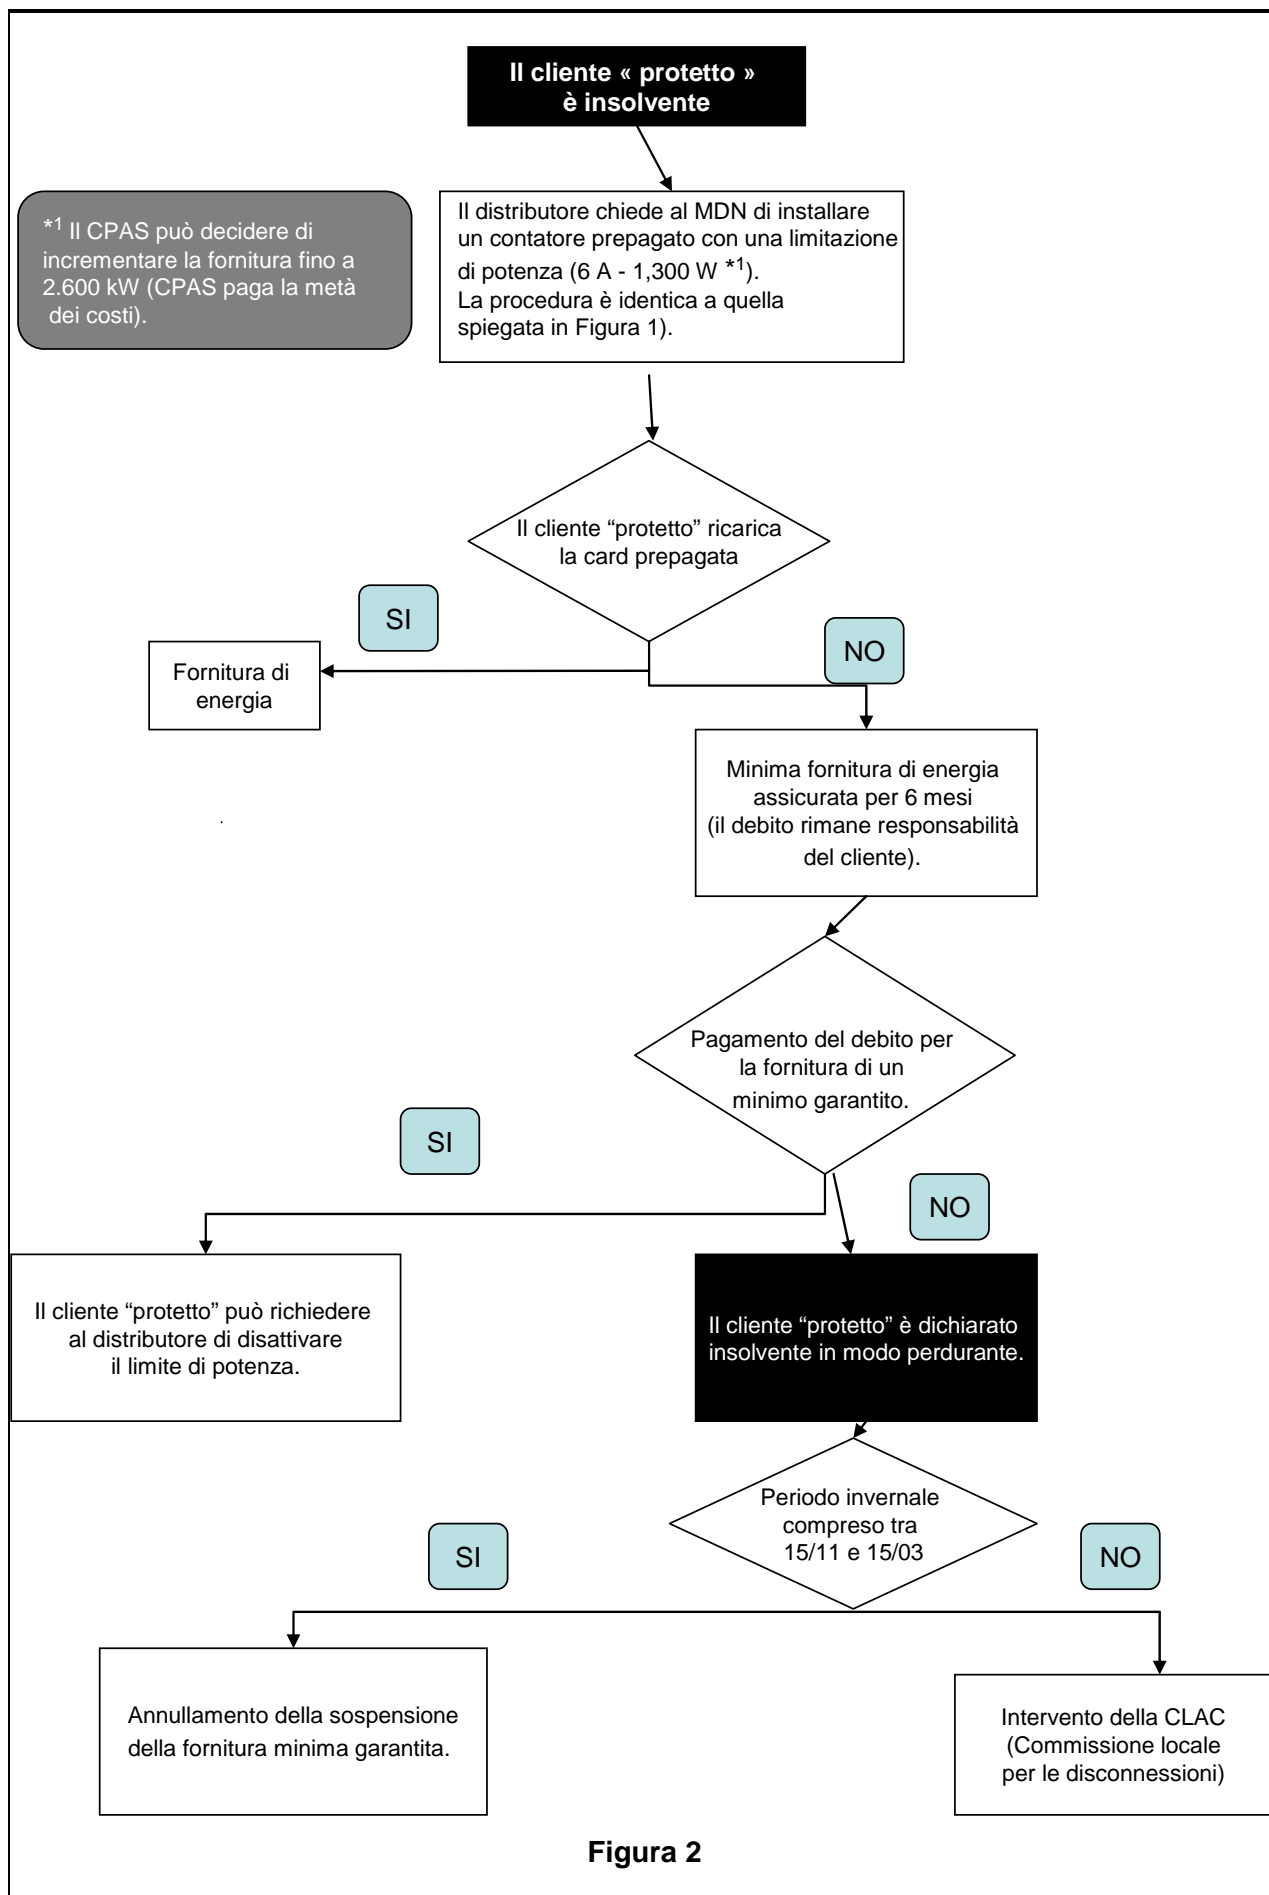 Il cliente « protetto »
è insolvente
*1 Il CPAS può decidere di
incrementare la fornitura fino a
2.600 kW (CPAS paga la metà
dei costi).
Il distributore chiede al MDN di installare
un contatore prepagato con una limitazione
di potenza (6 A - 1,300 W *1).
La procedura è identica a quella
spiegata in Figura 1).
Il cliente “protetto” ricarica
la card prepagata
SI
NO
Fornitura di
energia
Minima fornitura di energia
assicurata per 6 mesi
(il debito rimane responsabilità
del cliente).
Pagamento del debito per
la fornitura di un
minimo garantito.
SI
NO
Il cliente “protetto” può richiedere
al distributore di disattivare
il limite di potenza.
Il cliente “protetto” è dichiarato
insolvente in modo perdurante.
Periodo invernale
compreso tra
15/11 e 15/03
SI
NO
Annullamento della sospensione
della fornitura minima garantita.
Intervento della CLAC
(Commissione locale
per le disconnessioni)
Figura 2